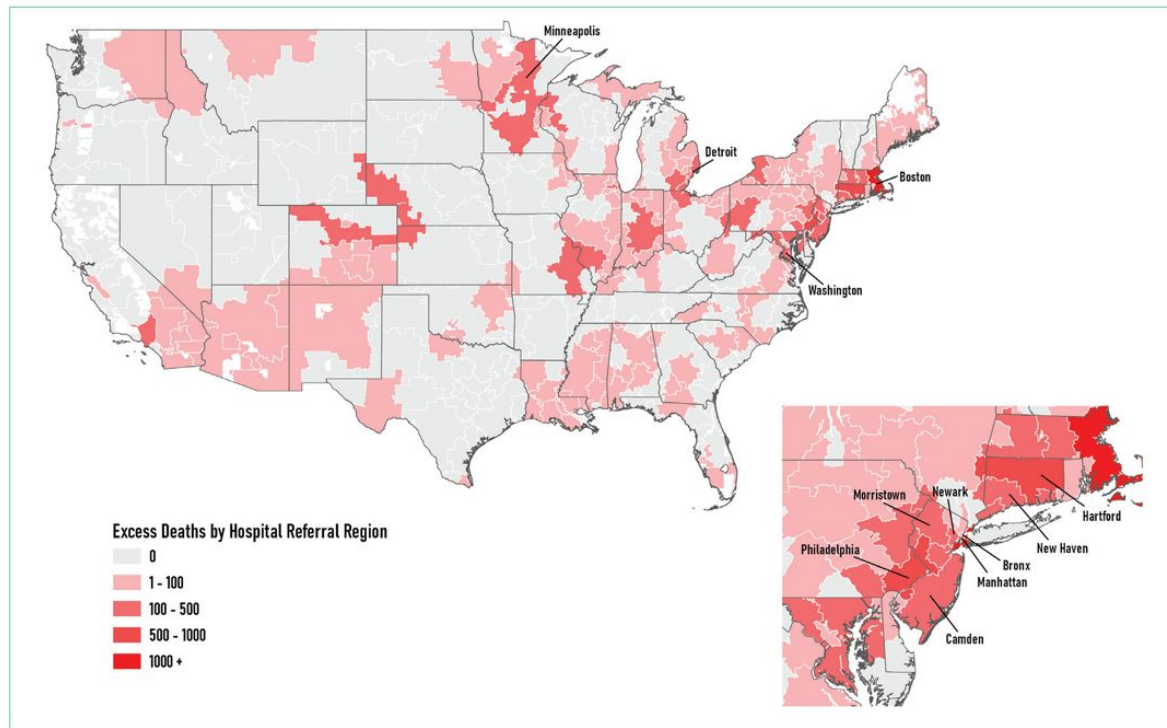 Minneapolis
Detroit
Boston
Washington
Excess Deaths by Hospital Referral Region
0
1 - 100
100 - 500
500 - 1000
1000 +
Morristown
Newark
Hartford
New Haven
Philadelphia
Bronx
Manhattan
Camden